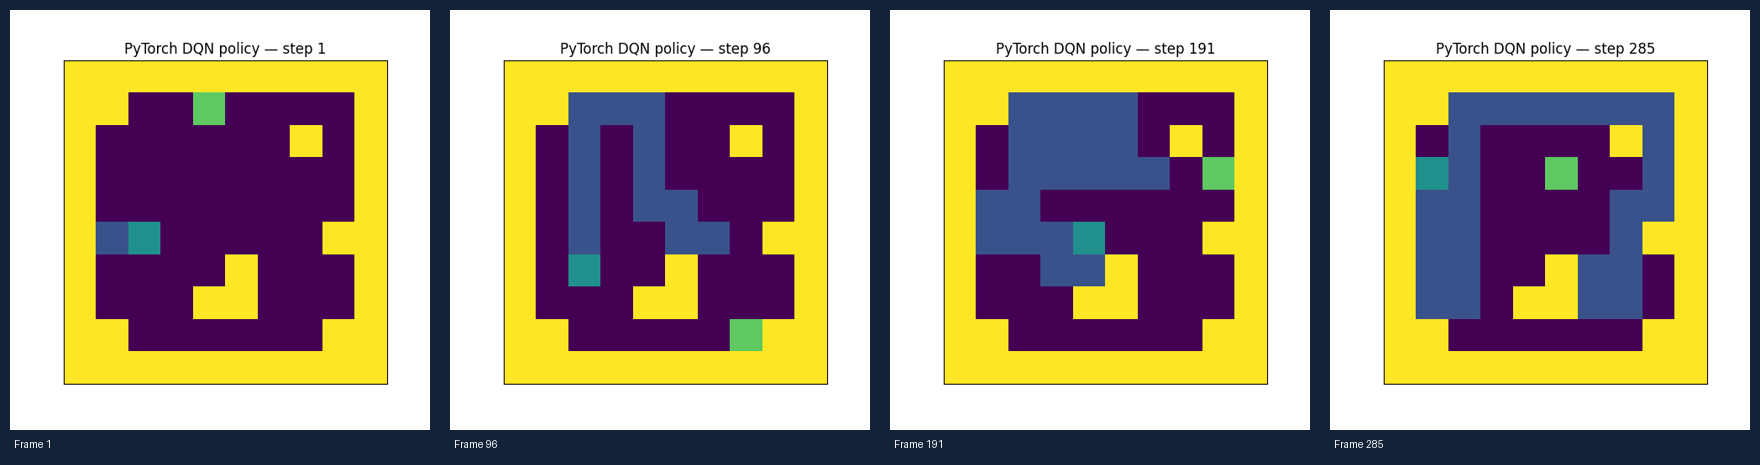 PyTorch DQN policy — step 1
PyTorch DQN policy — step 96
PyTorch DQN policy — step 191
PyTorch DQN policy — step 285
Frame 1
Frame 96
Frame 191
Frame 285